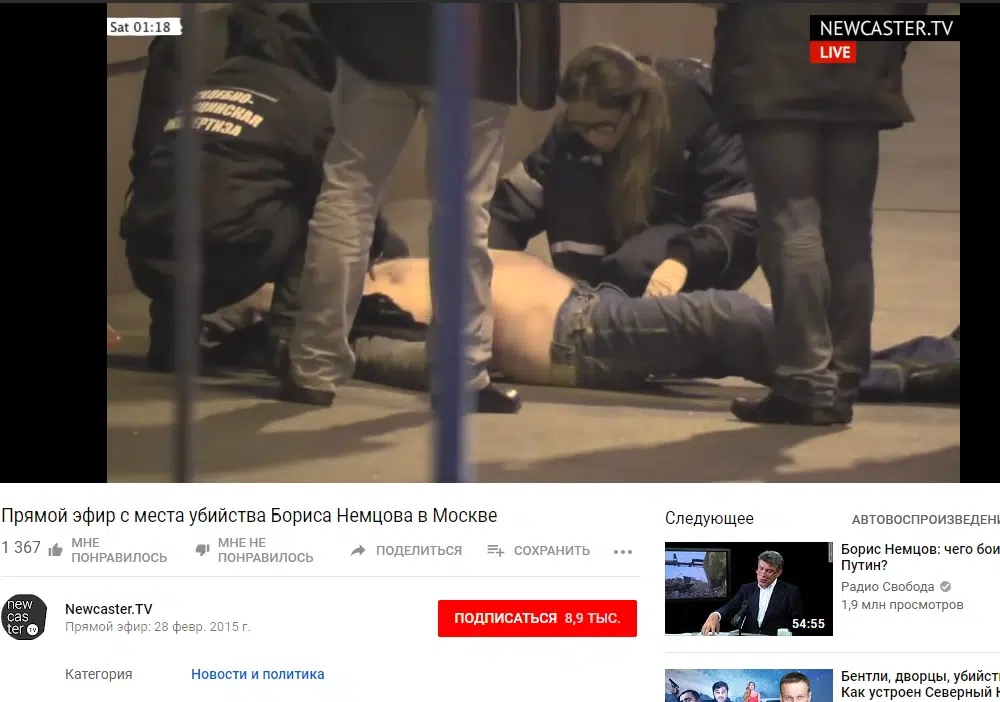 Sat 01:18
NEWCASTER.TV
LIVE
ЭКСПЕРТИЗА
Прямой эфир с места убийства Бориса Немцова в Москве
1 367
МНЕ
ПОНРАВИЛОСЬ
МНЕ НЕ
ПОНРАВИЛОСЬ
ПОДЕЛИТЬСЯ
СОХРАНИТЬ
new
cas
ter tv
Newcaster.TV
Прямой эфир: 28 февр. 2015 г.
ПОДПИСАТЬСЯ 8,9 ТЫС.
Категория
Новости и политика
Следующее
АВТОВОСПРОИЗВЕДЕНИ
54:55
Борис Немцов: чего бои
Путин?
Радио Свобода
1,9 млн просмотров
Бентли, дворцы, убийст
Как устроен Северный К